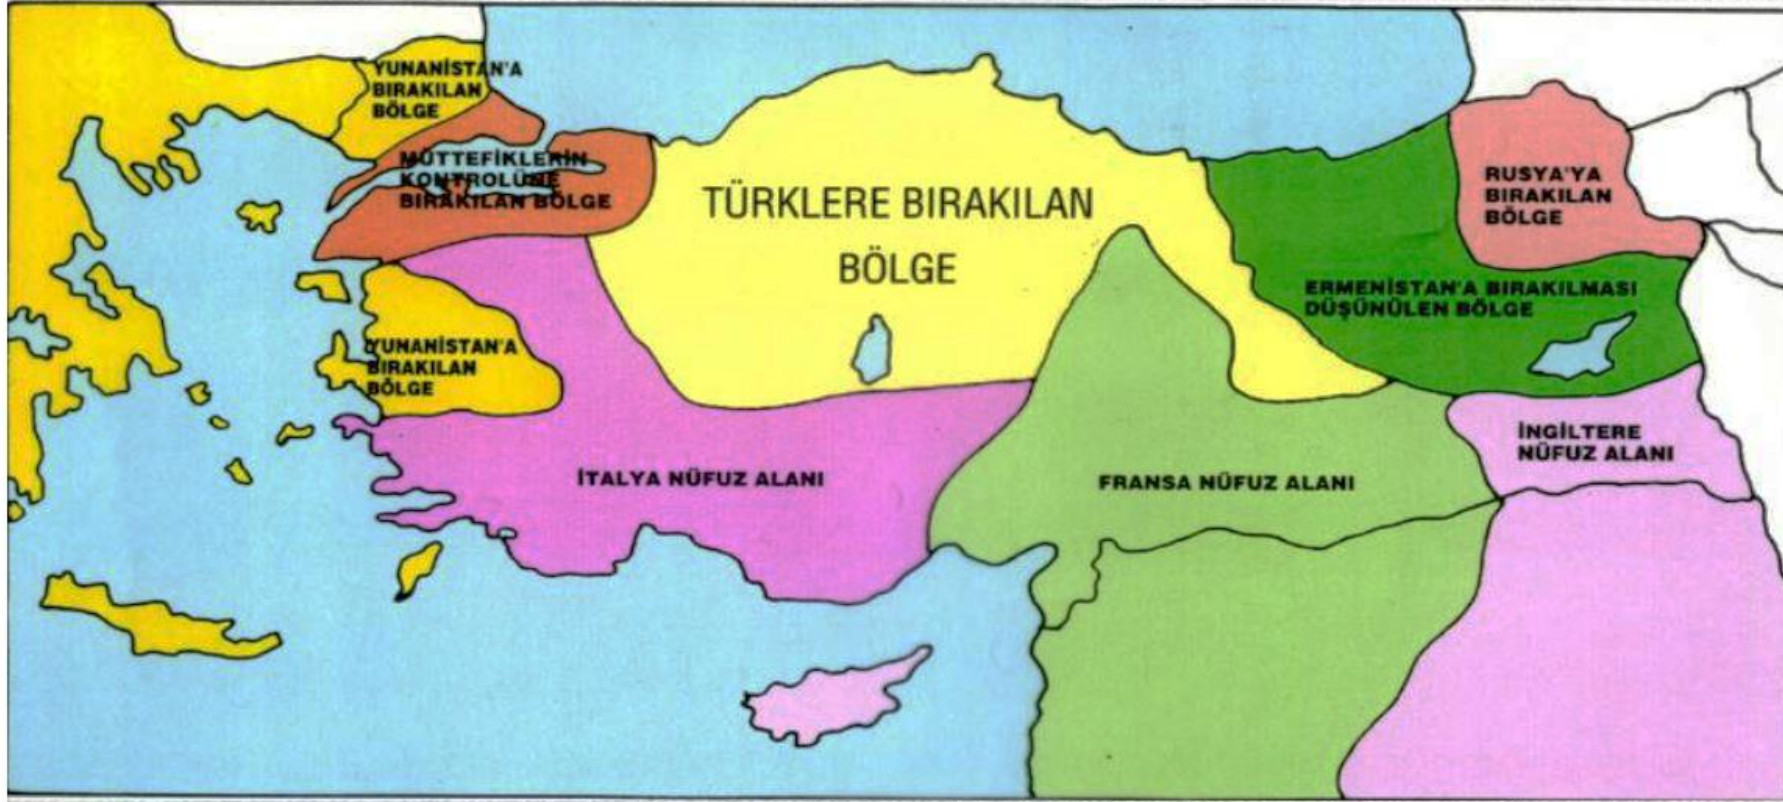 YUNANİSTAN'A
BIRAKILAN
BÖLGE
MÜTTEFİKLERİN
KONTROLÜNE
BIRAKILAN BÖLGE
TÜRKLERE BIRAKILAN
BÖLGE
RUSYA'YA
BIRAKILAN
BÖLGE
ERMENİSTAN'A BIRAKILMASI
DÜŞÜNÜLEN BÖLGE
YUNANİSTAN'A
BIRAKILAN
BÖLGE
İTALYA NÜFUZ ALANI
FRANSA NÜFUZ ALANI
İNGİLTERE
NÜFUZ ALANI